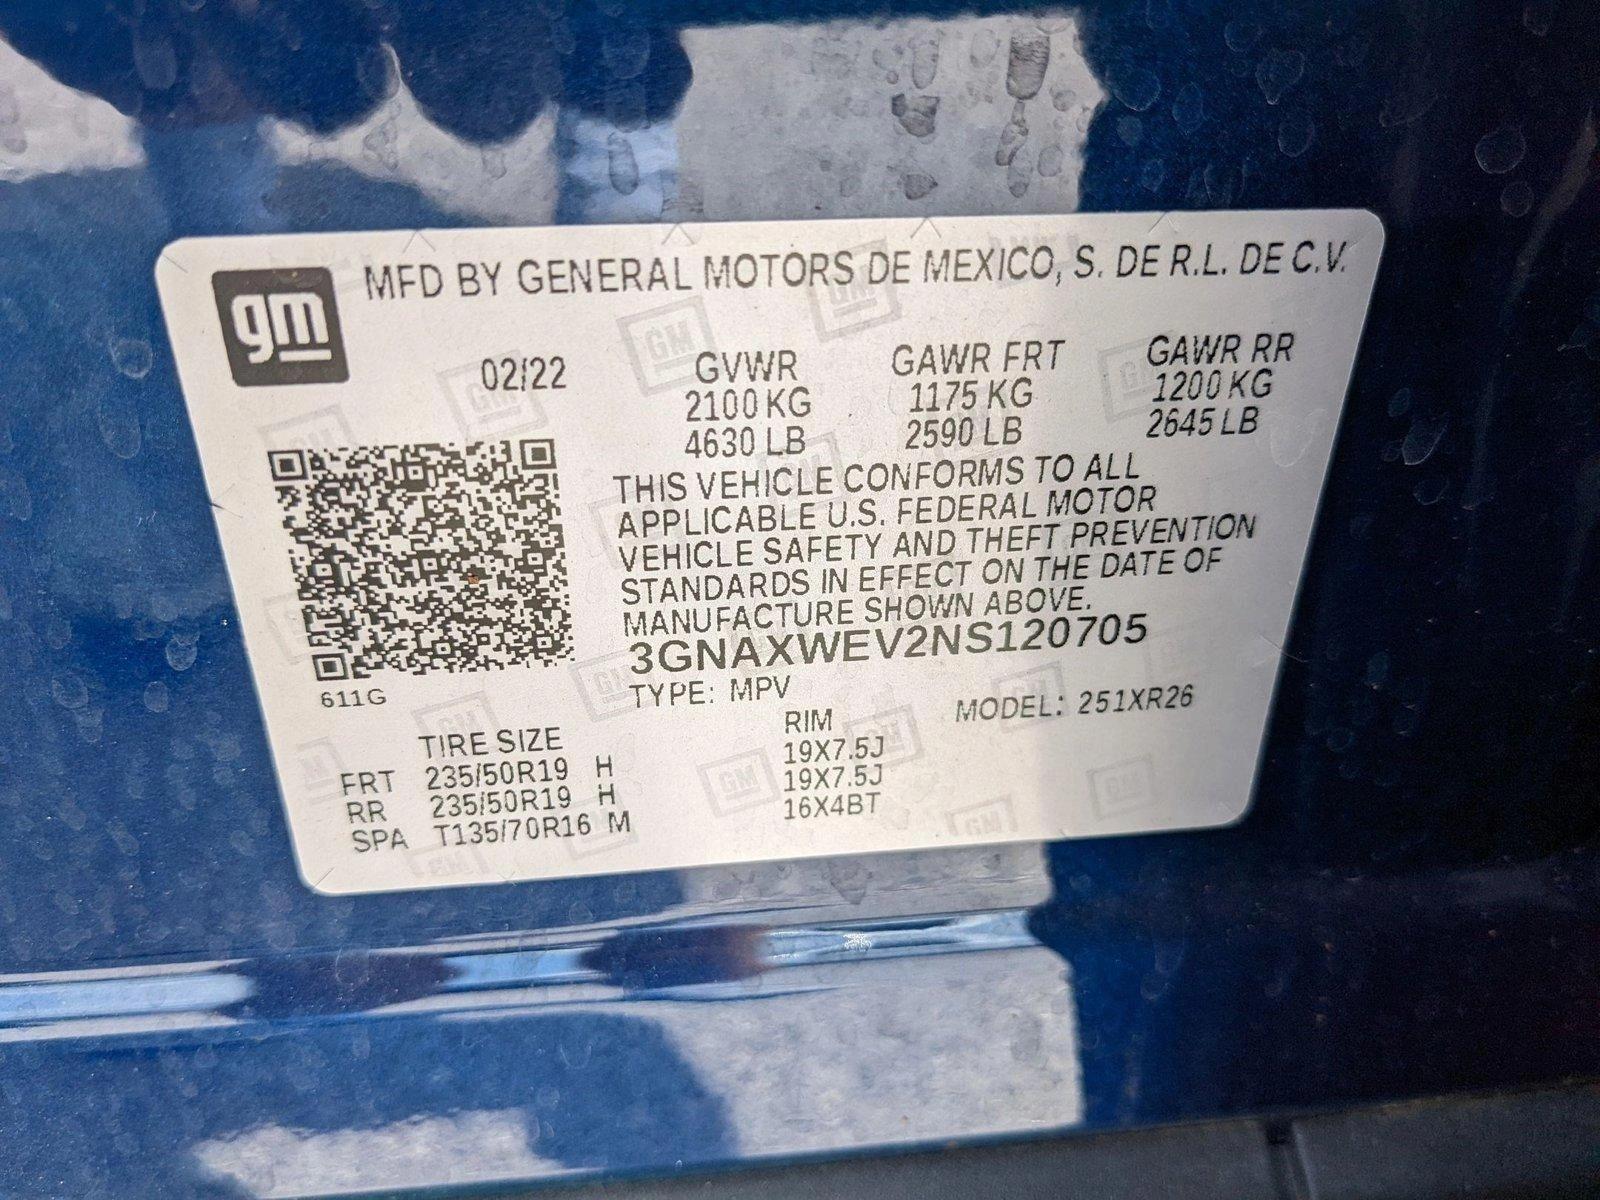 gm
MFD BY GENERAL MOTORS DE MEXICO, S. DE R.L. DE C.V.
02/22
GVWR GAWR FRT GAWR RR
2100 KG 1175 KG 1200 KG
4630 LB 2590 LB 2645 LB
THIS VEHICLE CONFORMS TO ALL
APPLICABLE U.S. FEDERAL MOTOR
VEHICLE SAFETY AND THEFT PREVENTION
STANDARDS IN EFFECT ON THE DATE OF
MANUFACTURE SHOWN ABOVE.
3GNAXWEV2NS120705
611G
TYPE: MPV MODEL: 251XR26
TIRE SIZE RIM
FRT 235/50R19 H 19X7.5J
RR 235/50R19 H 19X7.5J
SPA T135/70R16 M 16X4BT